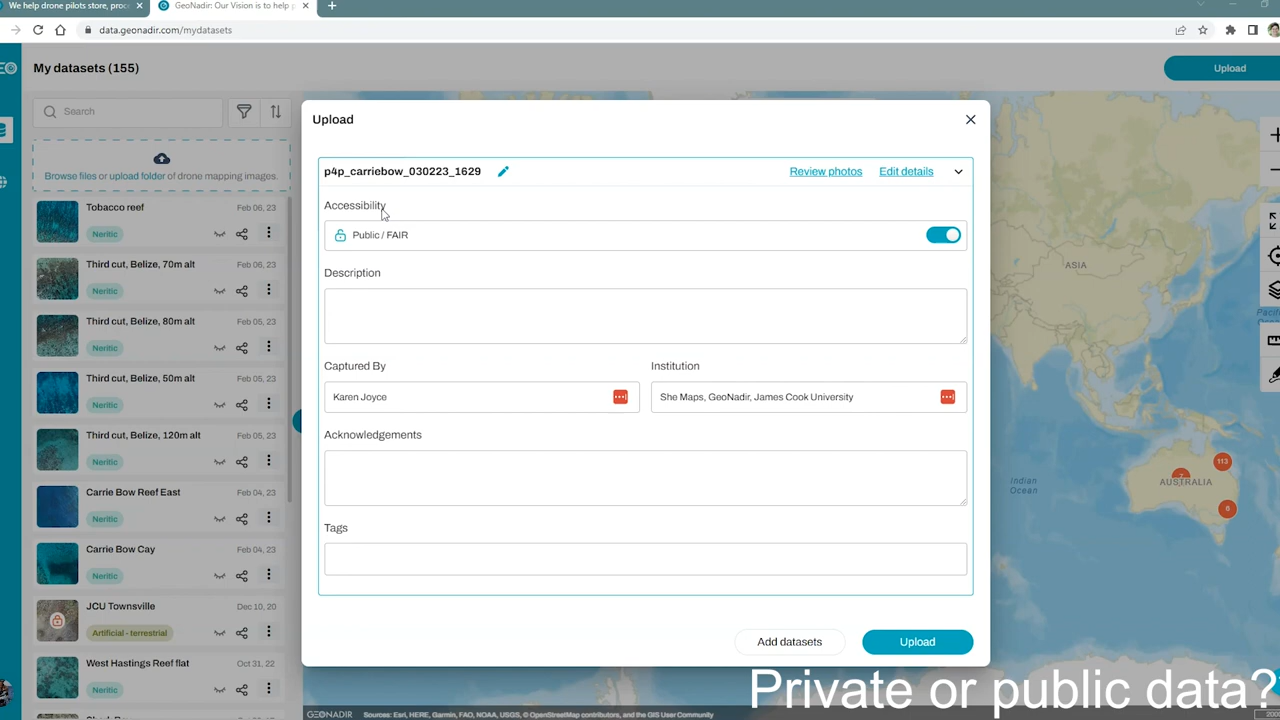 We help drone pilots store, proc
GeoNadir: Our Vision is to help
data.geonadir.com/mydatasets
My datasets (155)
Upload
Search
Browse files or upload folder of drone mapping images.
Tobacco reef
Feb 06, 23
Neritic
Third cut, Belize, 70m alt
Feb 06, 23
Neritic
Third cut, Belize, 80m alt
Feb 05, 23
Neritic
Third cut, Belize, 50m alt
Feb 05, 23
Neritic
Third cut, Belize, 120m alt
Feb 05, 23
Neritic
Carrie Bow Reef East
Feb 04, 23
Neritic
Carrie Bow Cay
Feb 04, 23
Neritic
JCU Townsville
Dec 10, 20
Artificial - terrestrial
West Hastings Reef flat
Oct 31, 22
Neritic
Upload
p4p_carriebow_030223_1629
Review photos
Edit details
Accessibility
Public / FAIR
Description
Captured By
Institution
Karen Joyce
She Maps, GeoNadir, James Cook University
Acknowledgements
Tags
Add datasets
Upload
ASIA
Pacif
Indian
Ocean
AUSTRALIA
113
6
Private or public data?
GEONADIR
Sources: Esri, HERE, Garmin, FAO, NOAA, USGS, © OpenStreetMap contributors, and the GIS User Community